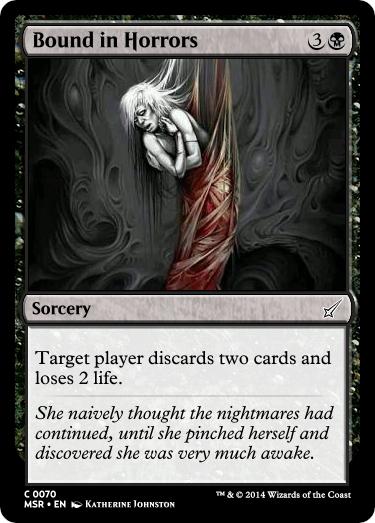 Bound in Horrors 3
Sorcery
Target player discards two cards and
loses 2 life.
She naively thought the nightmares had
continued, until she pinched herself and
discovered she was very much awake.
C 0070
MSR • EN Katherine Johnston
™ & © 2014 Wizards of the Coast